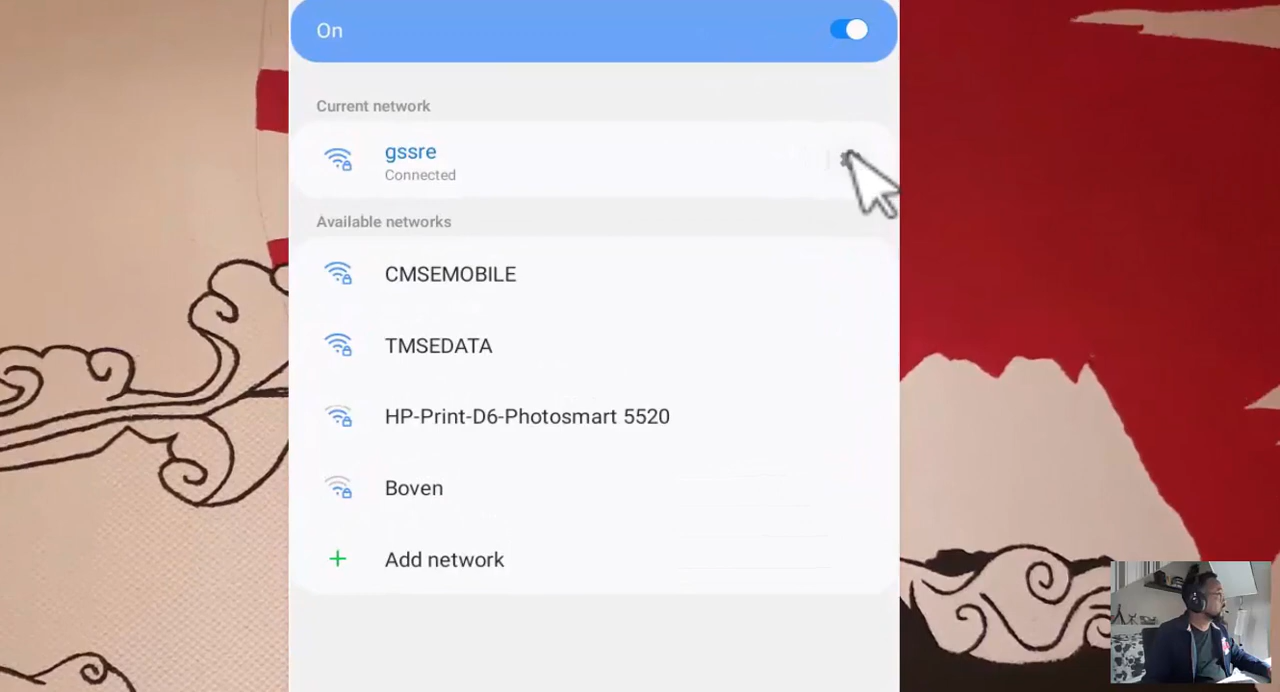 On
Current network
gssre
Connected
Available networks
CMSEMOBILE
TMSEDATA
HP-Print-D6-Photosmart 5520
Boven
Add network